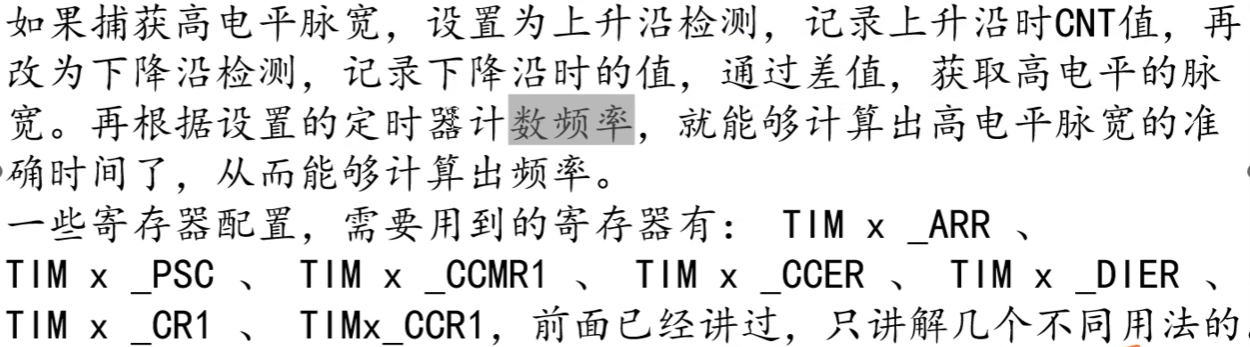 如果捕获高电平脉宽，设置为上升沿检测，记录上升沿时CNT值，再
改为下降沿检测，记录下降沿时的值，通过差值，获取高电平的脉
宽。再根据设置的定时器计数频率，就能够计算出高电平脉宽的准
确时间了，从而能够计算出频率。
一些寄存器配置，需要用到的寄存器有： TIM x _ARR 、
TIM x _PSC 、 TIM x _CCMR1 、 TIM x _CCER 、 TIM x _DIER 、
TIM x _CR1 、 TIMx_CCR1，前面已经讲过，只讲解几个不同用法的。